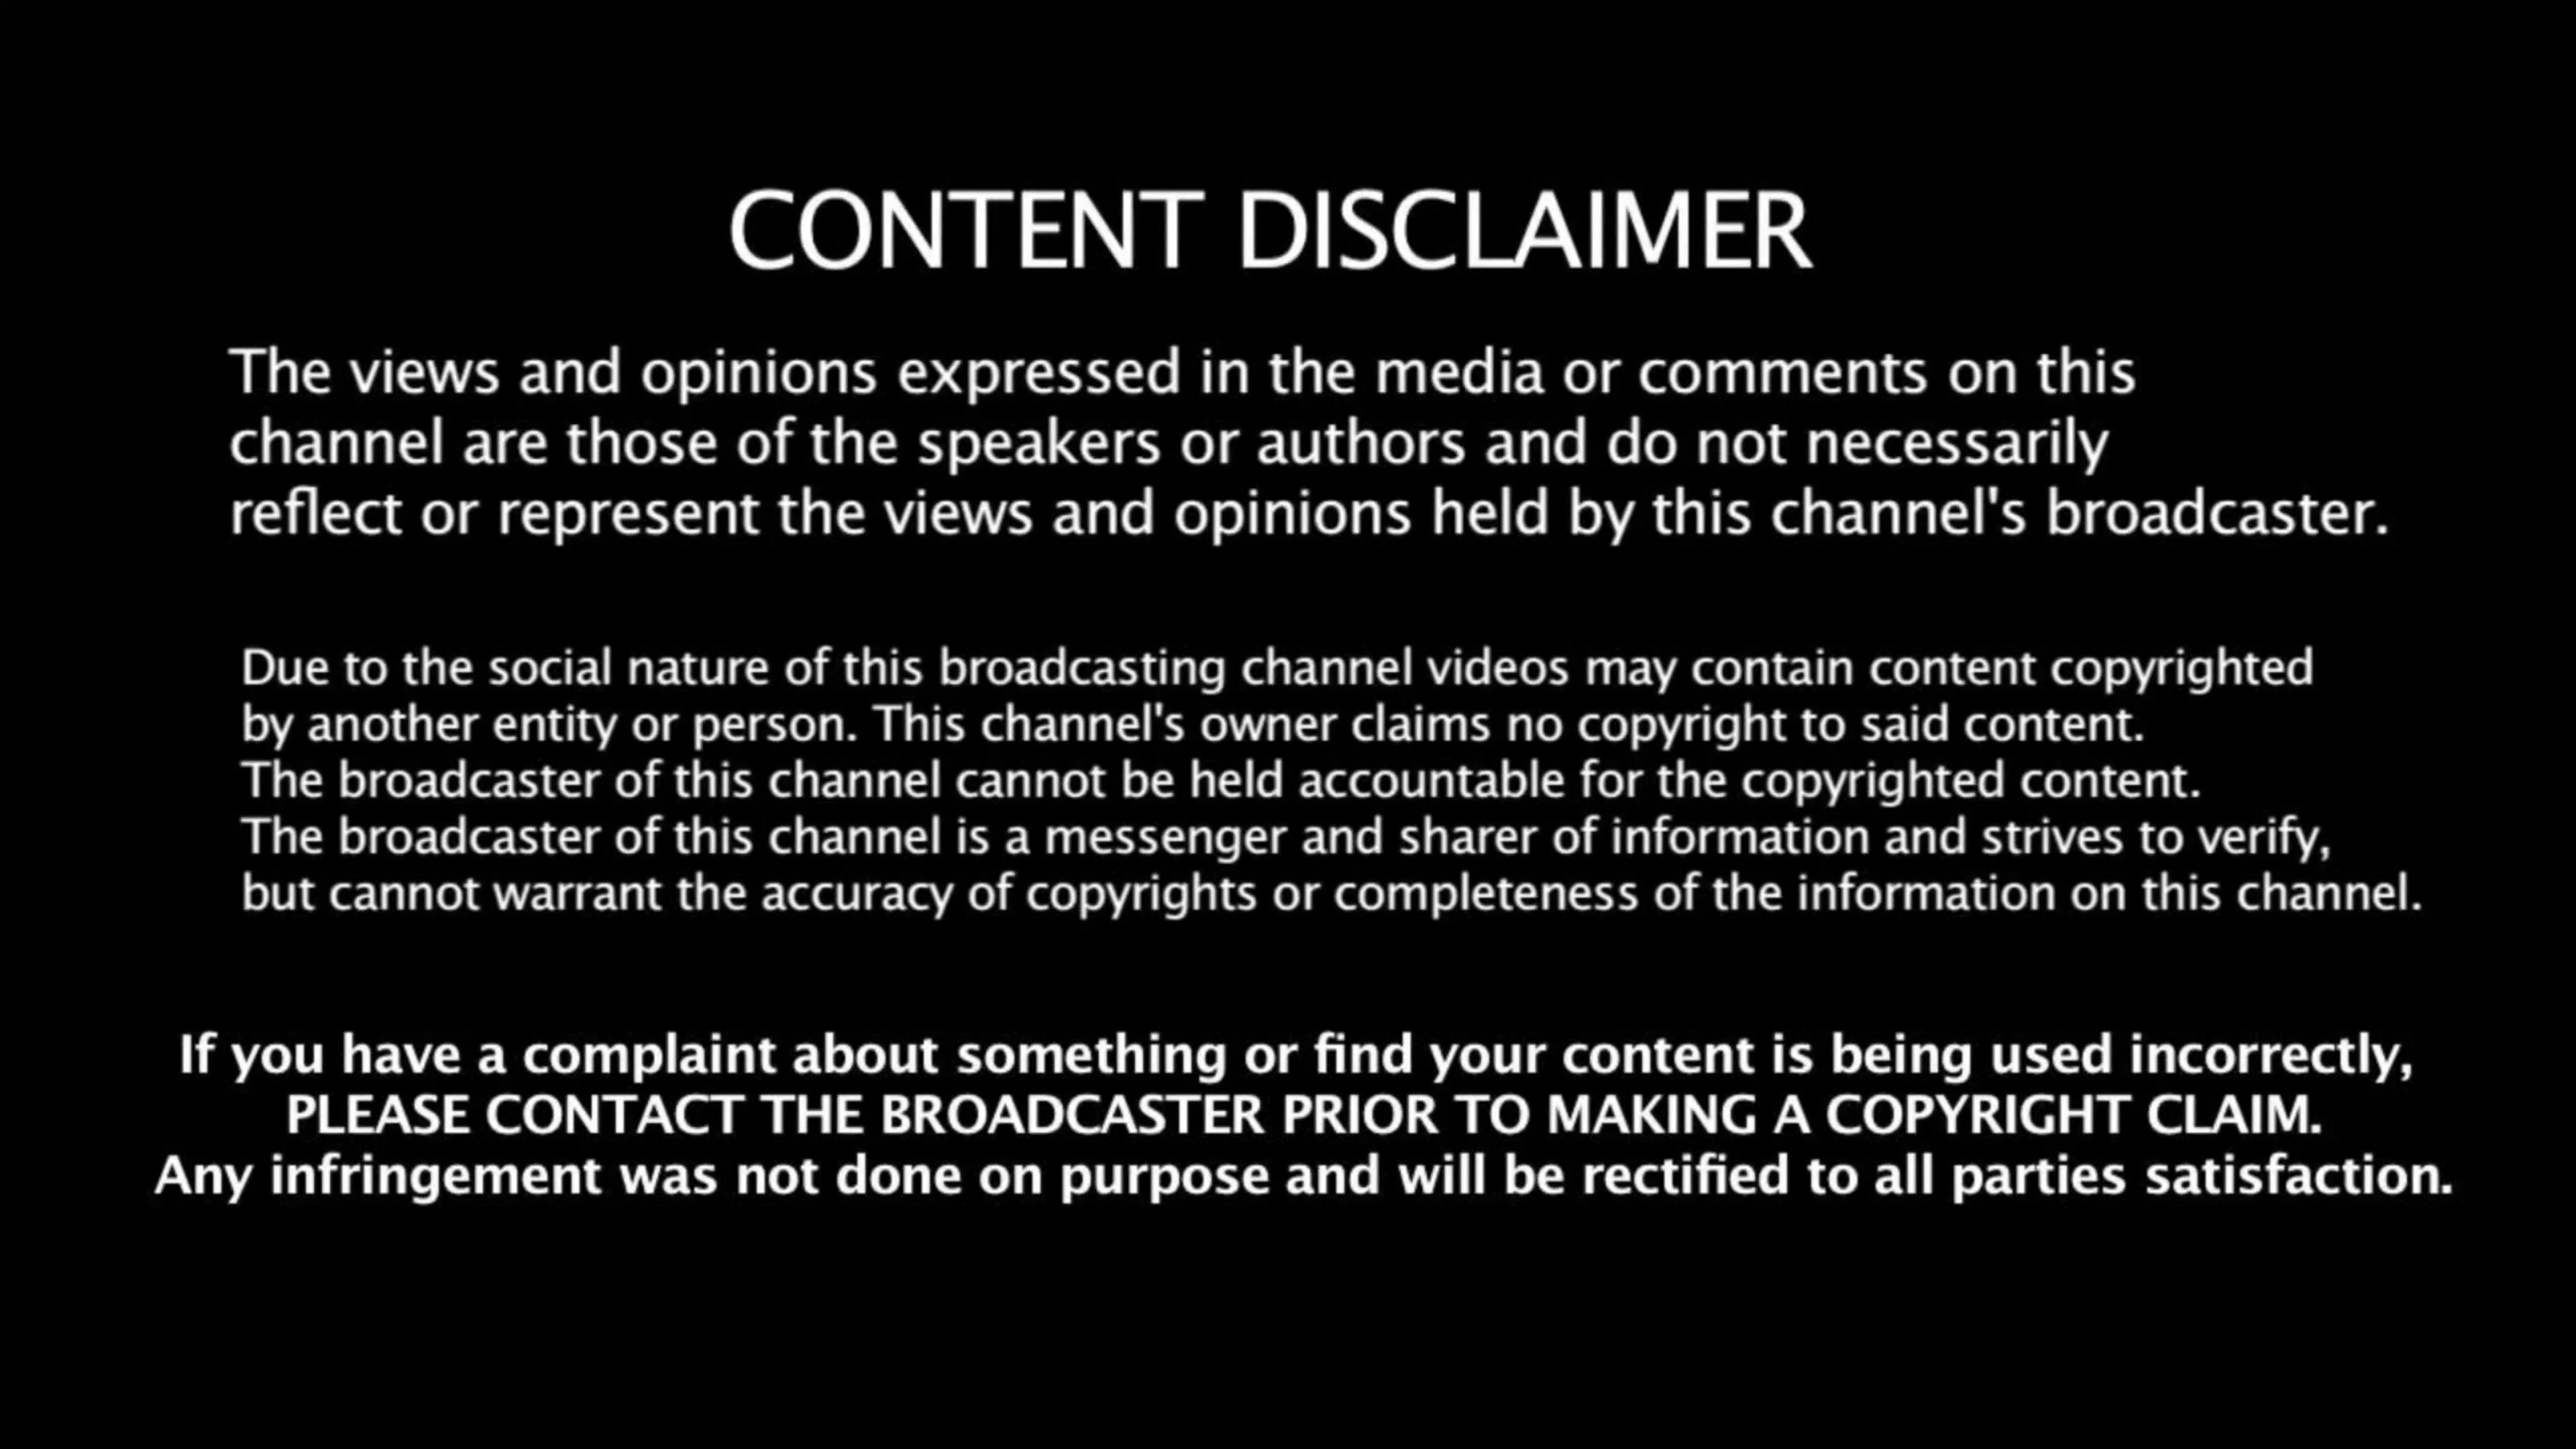 CONTENT DISCLAIMER
The views and opinions expressed in the media or comments on this
channel are those of the speakers or authors and do not necessarily
reflect or represent the views and opinions held by this channel's broadcaster.
Due to the social nature of this broadcasting channel videos may contain content copyrighted
by another entity or person. This channel's owner claims no copyright to said content.
The broadcaster of this channel cannot be held accountable for the copyrighted content.
The broadcaster of this channel is a messenger and sharer of information and strives to verify,
but cannot warrant the accuracy of copyrights or completeness of the information on this channel.
If you have a complaint about something or find your content is being used incorrectly,
PLEASE CONTACT THE BROADCASTER PRIOR TO MAKING A COPYRIGHT CLAIM.
Any infringement was not done on purpose and will be rectified to all parties satisfaction.